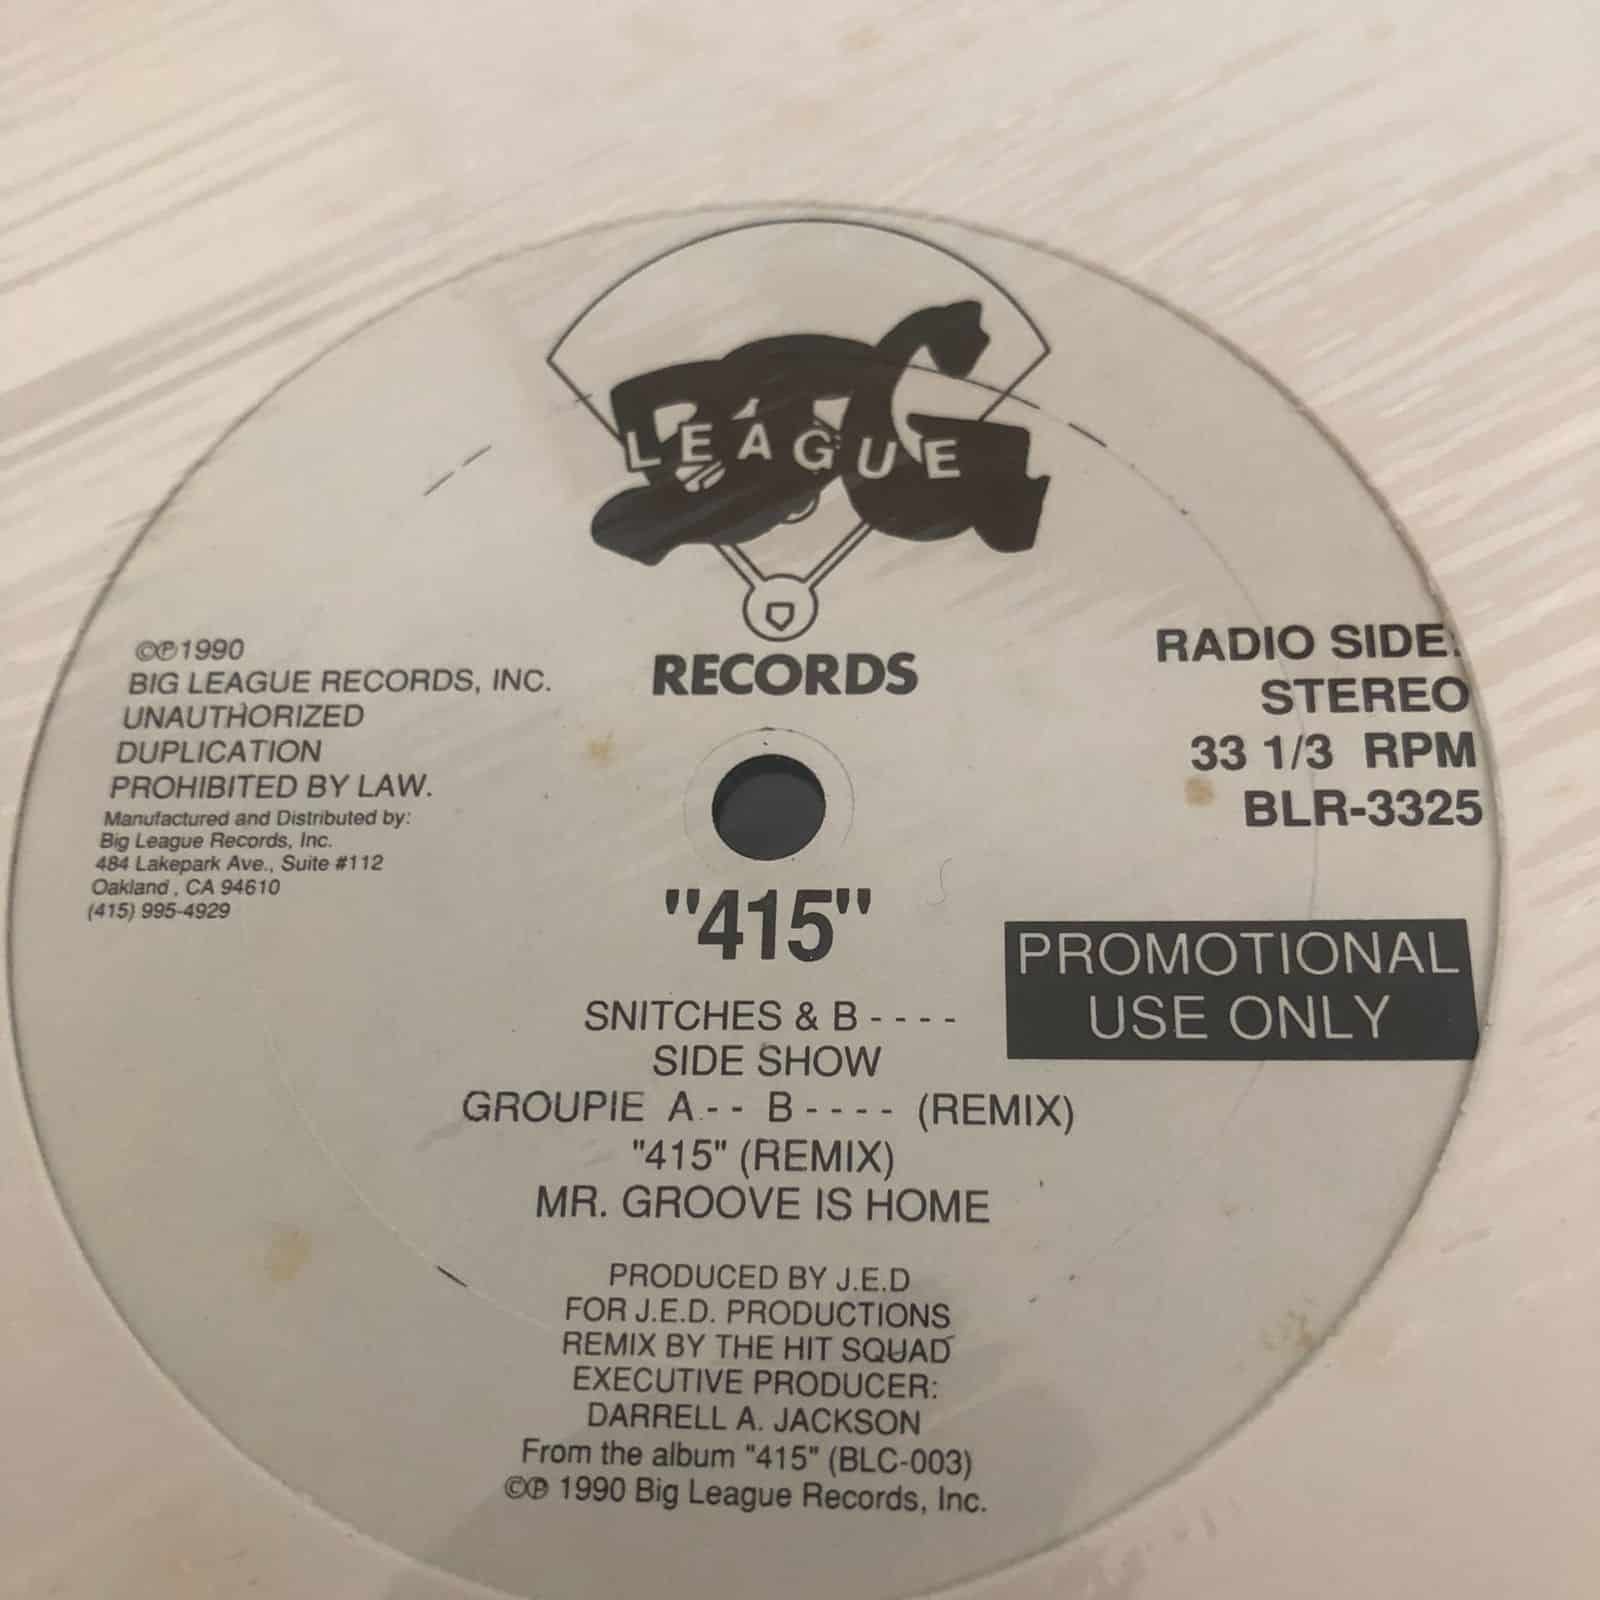 BIG
LEAGUE
RECORDS
©℗1990
BIG LEAGUE RECORDS, INC.
UNAUTHORIZED
DUPLICATION
PROHIBITED BY LAW.
Manufactured and Distributed by:
Big League Records, Inc.
484 Lakepark Ave., Suite #112
Oakland , CA 94610
(415) 995-4929
RADIO SIDE:
STEREO
33 1/3 RPM
BLR-3325
"415"
PROMOTIONAL
USE ONLY
SNITCHES & B - - - -
SIDE SHOW
GROUPIE A - - B - - - - (REMIX)
"415" (REMIX)
MR. GROOVE IS HOME
PRODUCED BY J.E.D
FOR J.E.D. PRODUCTIONS
REMIX BY THE HIT SQUAD
EXECUTIVE PRODUCER:
DARRELL A. JACKSON
From the album "415" (BLC-003)
©℗ 1990 Big League Records, Inc.